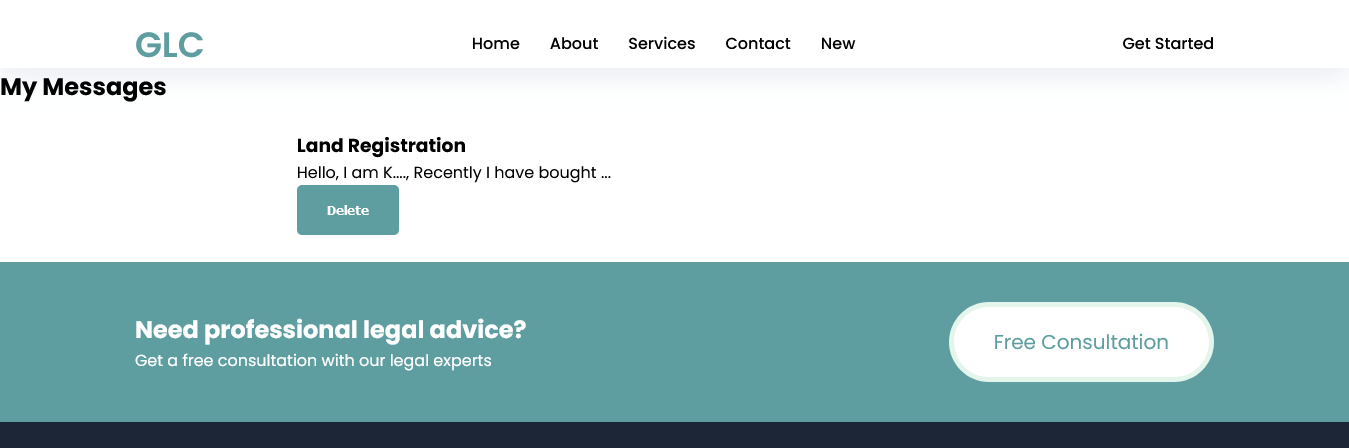 GLC
Home About Services Contact New
Get Started
My Messages
Land Registration
Hello, I am K...., Recently I have bought ...
Delete
Need professional legal advice?
Get a free consultation with our legal experts
Free Consultation